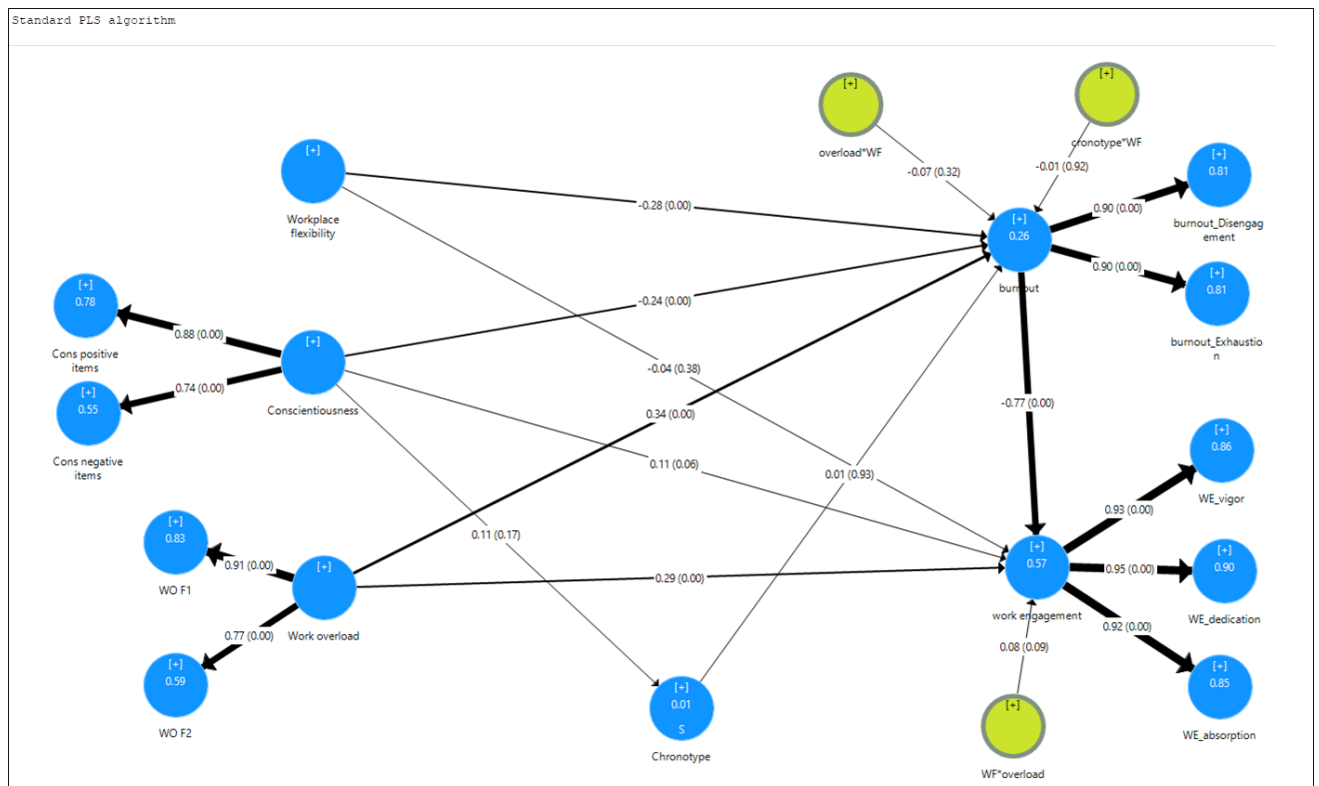 Standard PLS algorithm
[+]
overload*WF
[+]
cronotype*WF
-0.07 (0.32)
-0.01 (0.92)
[+]
0.81
burnout_Disengag
ement
[+]
Workplace
flexibility
-0.28 (0.00)
[+]
0.26
burnout
0.90 (0.00)
0.90 (0.00)
[+]
0.81
burnout_Exhaustio
n
[+]
0.78
Cons positive
items
0.88 (0.00)
[+]
Conscientiousness
-0.24 (0.00)
0.74 (0.00)
[+]
0.55
Cons negative
items
-0.04 (0.38)
0.34 (0.00)
-0.77 (0.00)
0.11 (0.06)
0.01 (0.93)
[+]
0.86
WE_vigor
0.93 (0.00)
[+]
0.83
WO F1
0.91 (0.00)
[+]
Work overload
0.11 (0.17)
0.29 (0.00)
[+]
0.57
work engagement
0.95 (0.00)
[+]
0.90
WE_dedication
0.77 (0.00)
0.92 (0.00)
0.08 (0.09)
[+]
0.59
WO F2
[+]
0.01
S
Chronotype
[+]
0.85
WE_absorption
[+]
WF*overload